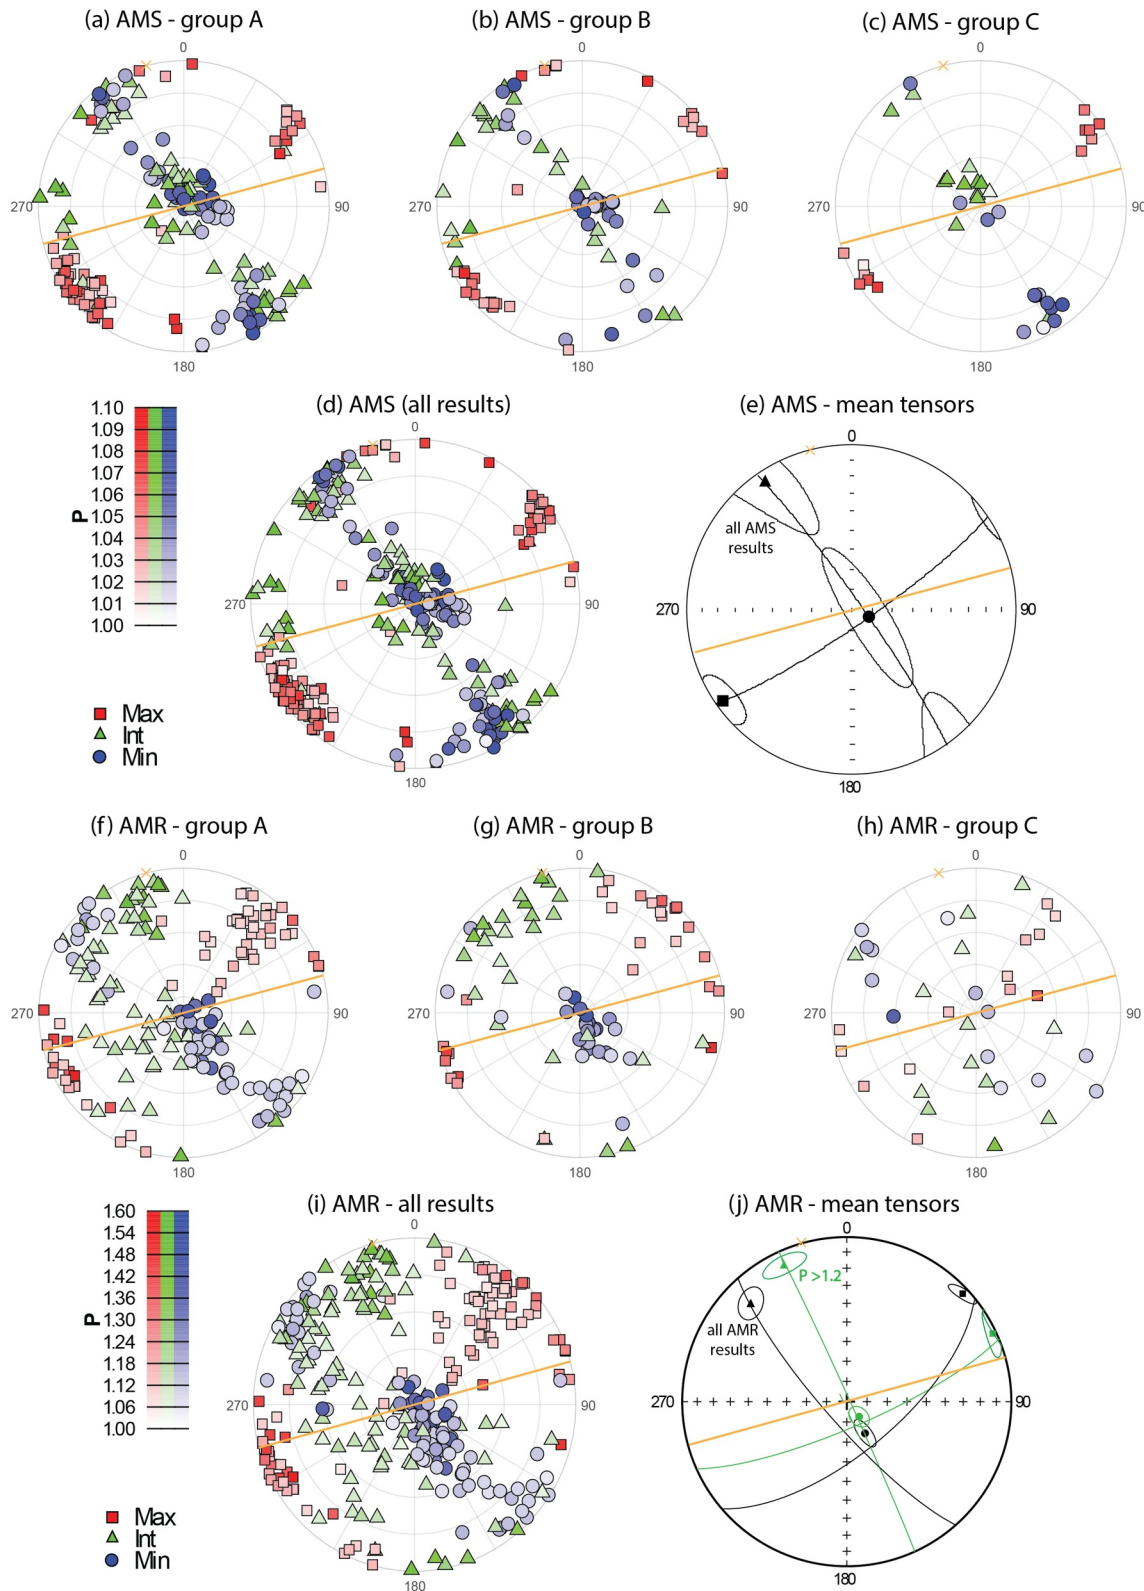 (a) AMS - group A
(b) AMS - group B
(c) AMS - group C
0
0
0
270
90
270
90
270
90
180
180
180
(d) AMS (all results)
(e) AMS - mean tensors
P
1.10
1.09
1.08
1.07
1.06
1.05
1.04
1.03
1.02
1.01
1.00
Max
Int
Min
0
270
90
180
0
all AMS
results
270
90
180
(f) AMR - group A
(g) AMR - group B
(h) AMR - group C
0
0
0
270
90
270
90
270
90
180
180
180
(i) AMR - all results
(j) AMR - mean tensors
P
1.60
1.54
1.48
1.42
1.36
1.30
1.24
1.18
1.12
1.06
1.00
Max
Int
Min
0
270
90
180
0
P >1.2
all AMR
results
270
90
180